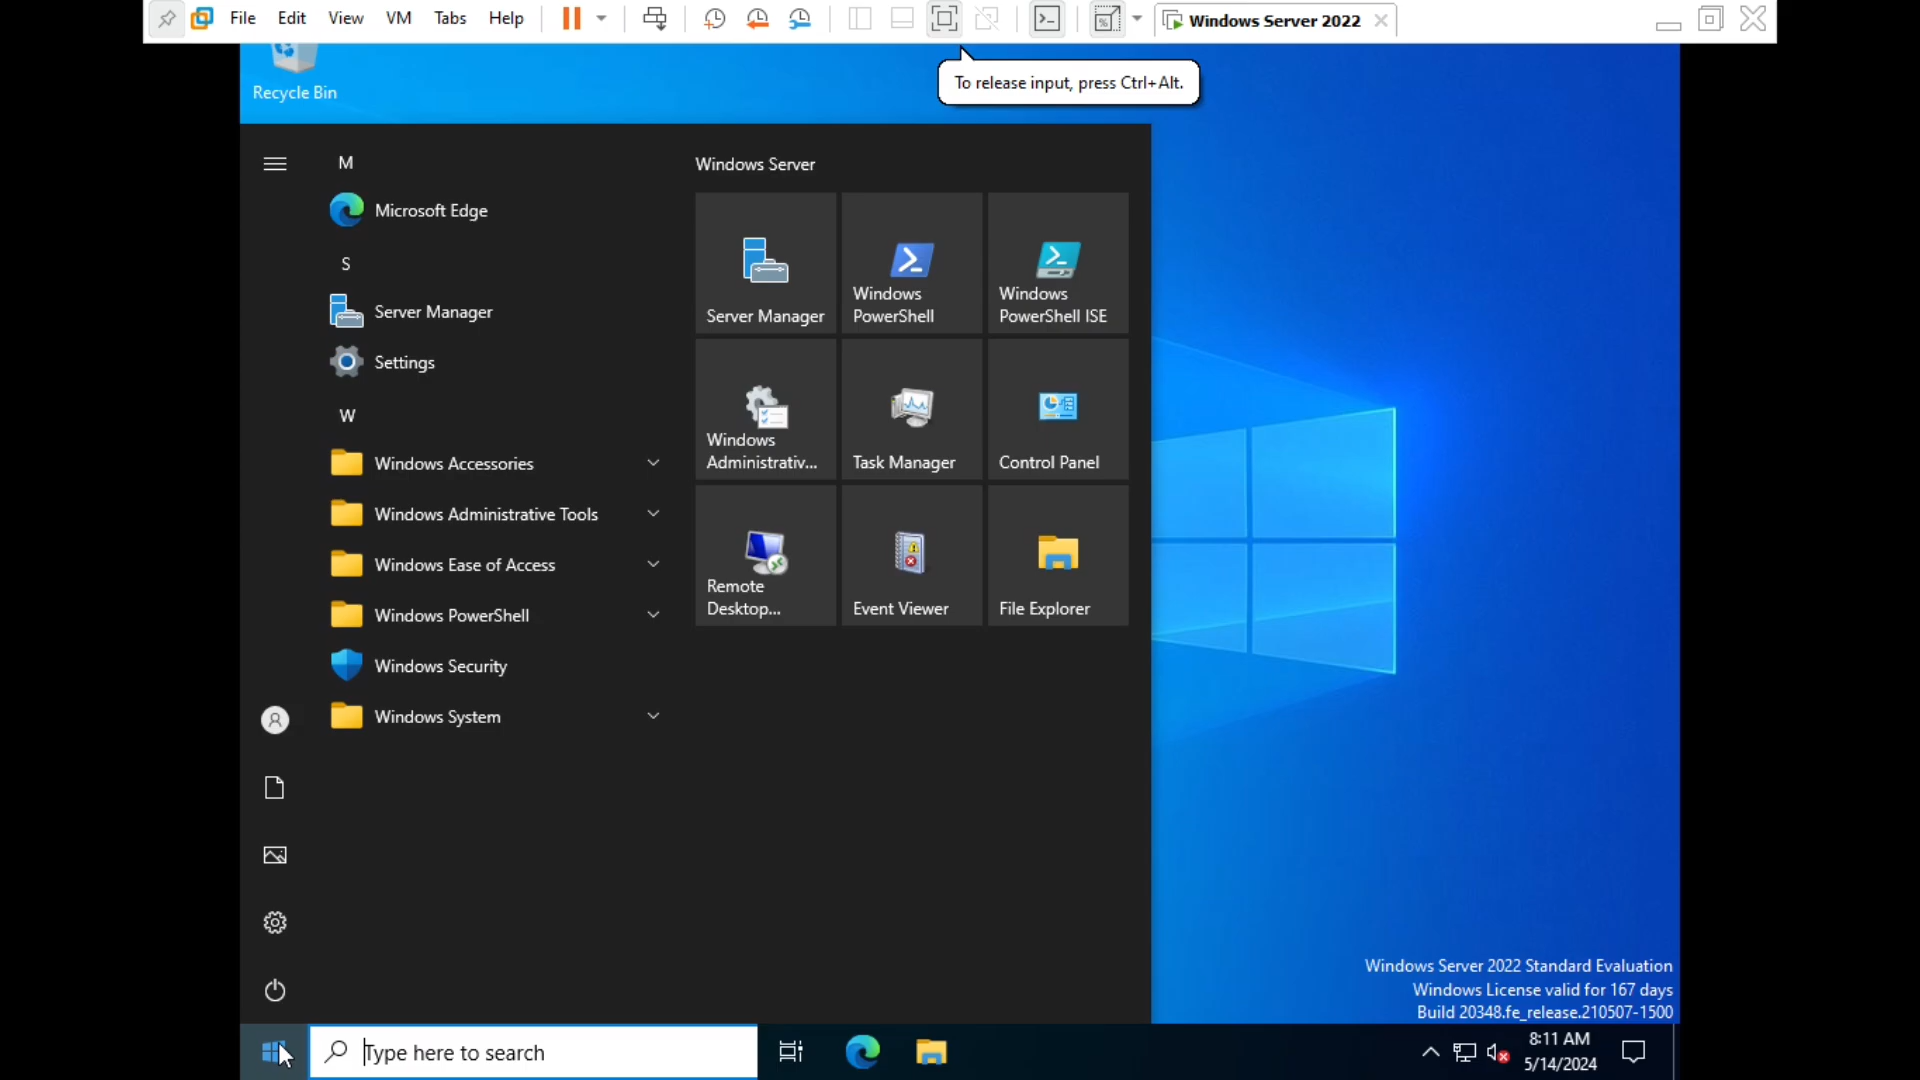 File Edit View VM Tabs Help
Windows Server 2022
To release input, press Ctrl+Alt.
Recycle Bin
M
Microsoft Edge
S
Server Manager
Settings
W
Windows Accessories
Windows Administrative Tools
Windows Ease of Access
Windows PowerShell
Windows Security
Windows System
Windows Server
Server Manager
Windows
PowerShell
Windows
PowerShell ISE
Windows
Administrativ...
Task Manager
Control Panel
Remote
Desktop...
Event Viewer
File Explorer
Windows Server 2022 Standard Evaluation
Windows License valid for 167 days
Build 20348.fe_release.210507-1500
Type here to search
8:11 AM
5/14/2024